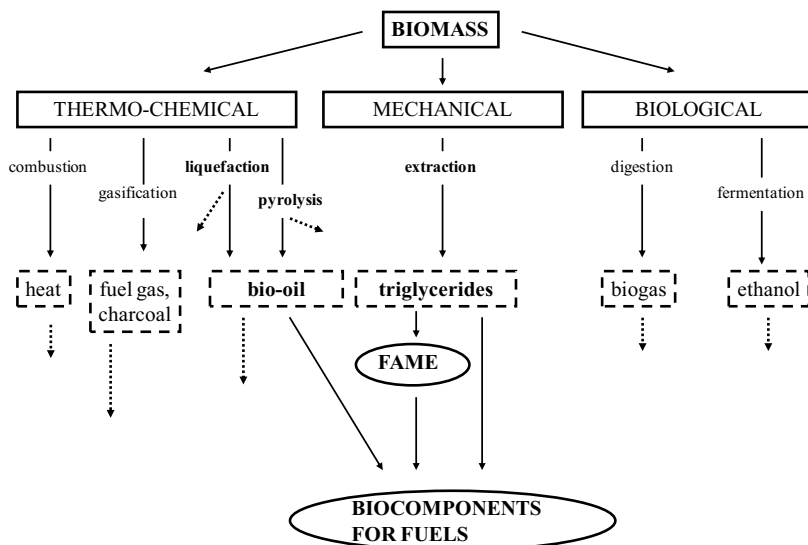 BIOMASS
THERMO-CHEMICAL
MECHANICAL
BIOLOGICAL
combustion
gasification
liquefaction
pyrolysis
extraction
digestion
fermentation
heat
fuel gas,
charcoal
bio-oil
triglycerides
biogas
ethanol
FAME
BIOCOMPONENTS
FOR FUELS